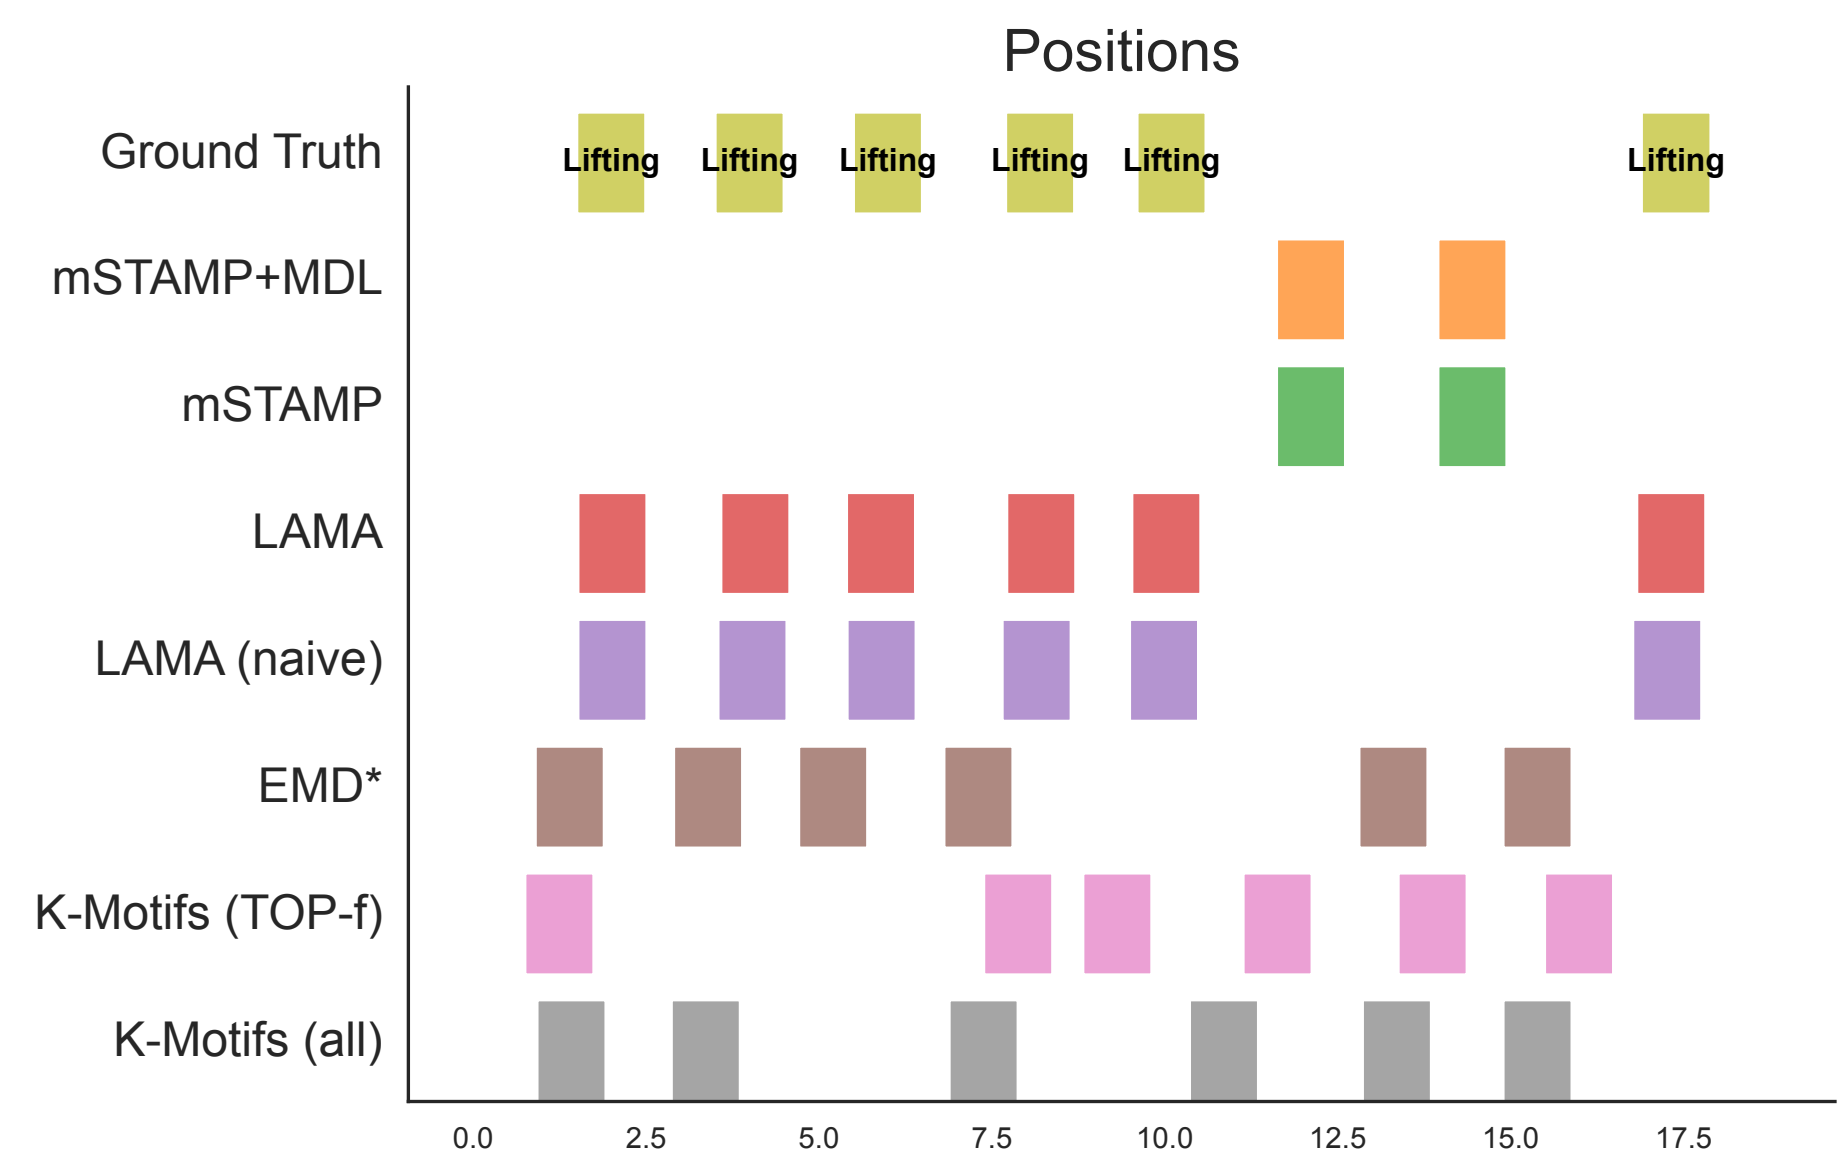 Positions
Ground Truth Lifting Lifting Lifting Lifting Lifting Lifting
mSTAMP+MDL
mSTAMP
LAMA
LAMA (naive)
EMD*
K-Motifs (TOP-f)
K-Motifs (all)
0.0 2.5 5.0 7.5 10.0 12.5 15.0 17.5